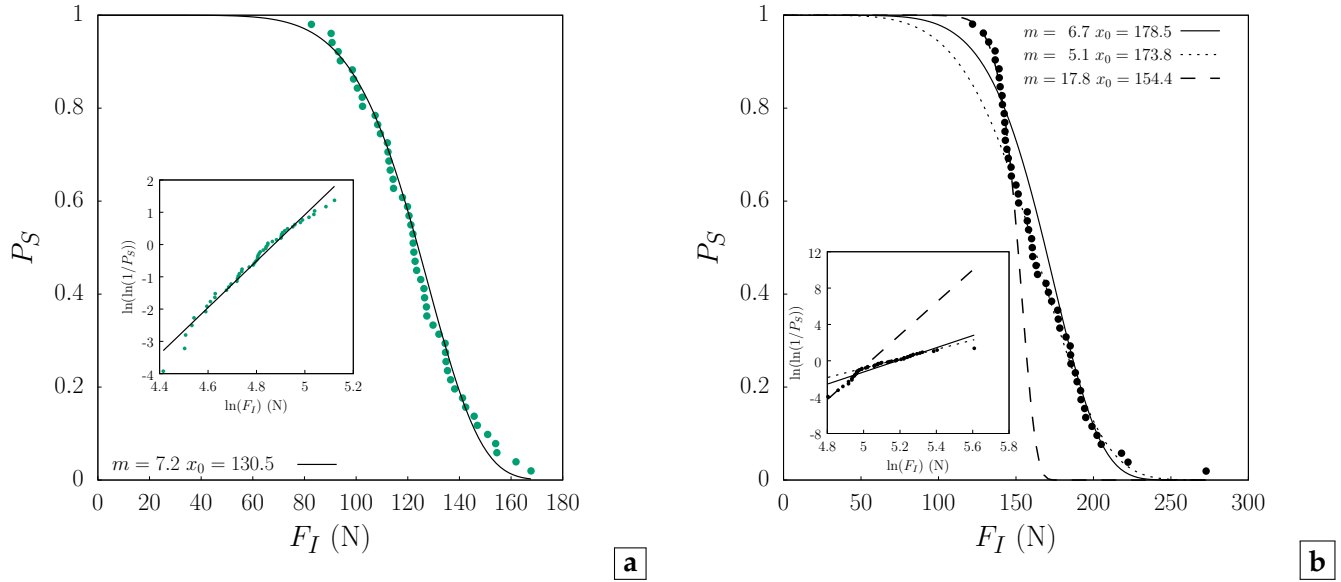 1
0.8
0.6
0.4
0.2
0
P_S
0 20 40 60 80 100 120 140 160 180
F_I (N)
m = 7.2 x_0 = 130.5
2
1
0
-1
-2
-3
-4
ln(ln(1/P_S))
4.4 4.6 4.8 5 5.2
ln(F_I) (N)
a
1
0.8
0.6
0.4
0.2
0
P_S
0 50 100 150 200 250 300
F_I (N)
m = 6.7 x_0 = 178.5
m = 5.1 x_0 = 173.8
m = 17.8 x_0 = 154.4
12
8
4
0
-4
-8
ln(ln(1/P_S))
4.8 5 5.2 5.4 5.6 5.8
ln(F_I) (N)
b